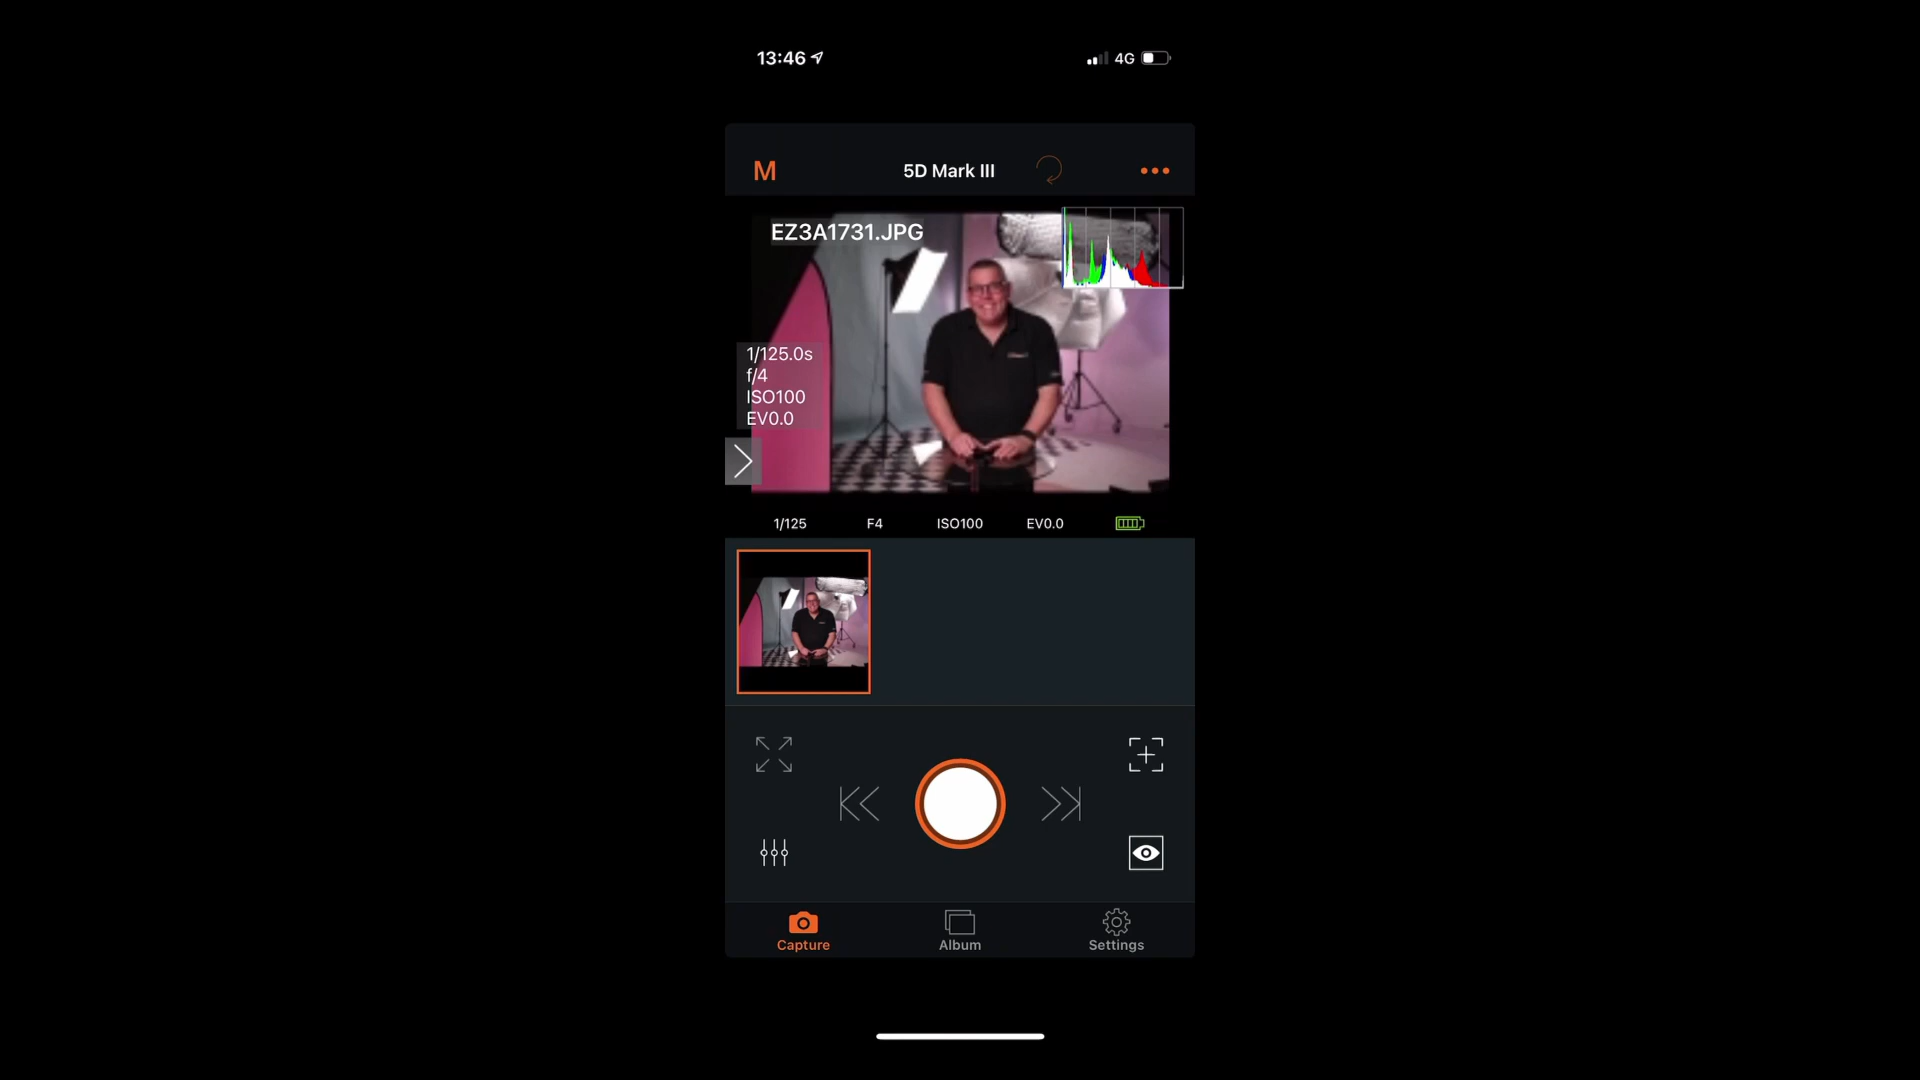 13:46
4G
M
5D Mark III
EZ3A1731.JPG
1/125.0s
f/4
ISO100
EV0.0
1/125 F4 ISO100 EV0.0
Capture Album Settings